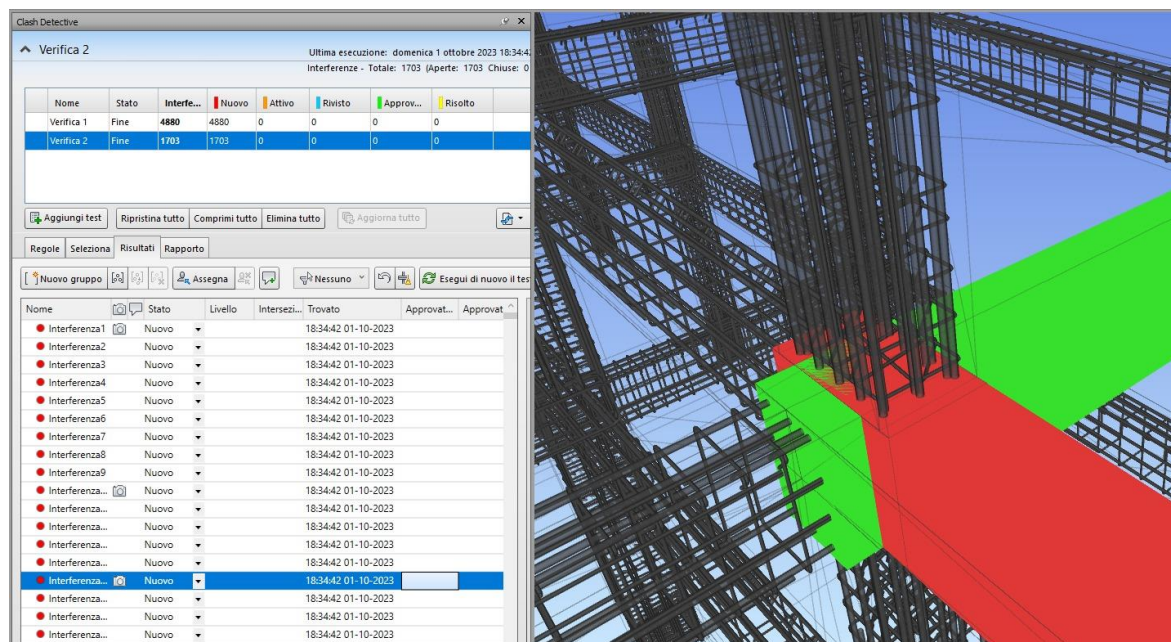 Clash Detective
Verifica 2
Ultima esecuzione: domenica 1 ottobre 2023 18:34:42
Interferenze - Totale: 1703 (Aperte: 1703 Chiuse: 0
Nome Stato Interfe... Nuovo Attivo Rivisto Approv... Risolto
Verifica 1 Fine 4880 4880 0 0 0 0
Verifica 2 Fine 1703 1703 0 0 0 0
Aggiungi test Ripristina tutto Comprimi tutto Elimina tutto Aggiorna tutto
Regole Seleziona Risultati Rapporto
Nuovo gruppo Assegna Nessuno Esegui di nuovo il tes
Nome Stato Livello Intersezi... Trovato Approvat... Approvat
Interferenza1 Nuovo 18:34:42 01-10-2023
Interferenza2 Nuovo 18:34:42 01-10-2023
Interferenza3 Nuovo 18:34:42 01-10-2023
Interferenza4 Nuovo 18:34:42 01-10-2023
Interferenza5 Nuovo 18:34:42 01-10-2023
Interferenza6 Nuovo 18:34:42 01-10-2023
Interferenza7 Nuovo 18:34:42 01-10-2023
Interferenza8 Nuovo 18:34:42 01-10-2023
Interferenza9 Nuovo 18:34:42 01-10-2023
Interferenza... Nuovo 18:34:42 01-10-2023
Interferenza... Nuovo 18:34:42 01-10-2023
Interferenza... Nuovo 18:34:42 01-10-2023
Interferenza... Nuovo 18:34:42 01-10-2023
Interferenza... Nuovo 18:34:42 01-10-2023
Interferenza... Nuovo 18:34:42 01-10-2023
Interferenza... Nuovo 18:34:42 01-10-2023
Interferenza... Nuovo 18:34:42 01-10-2023
Interferenza... Nuovo 18:34:42 01-10-2023